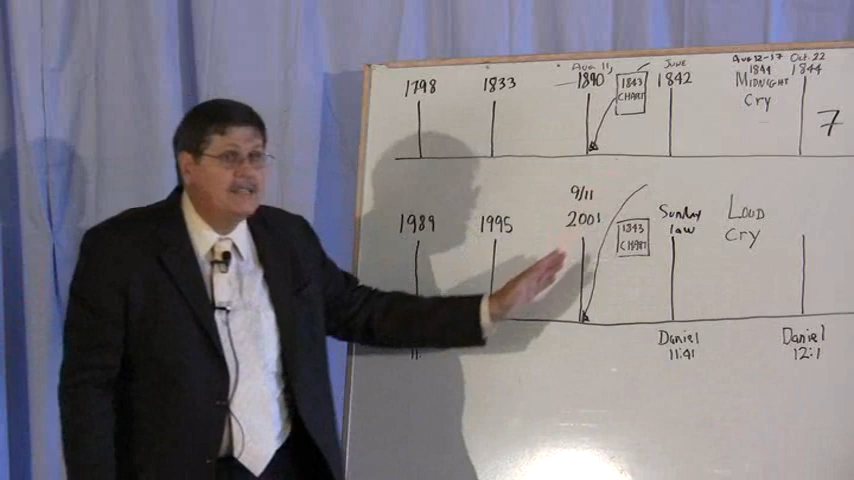 1798 1833 Aug 11, 1840 1843 CHART June 1842 Aug 12-17 1844 Midnight Cry Oct. 22 1844
7
1989 1995 9/11 2001 1843 CHART Sunday law Loud Cry
11: Daniel 11:41 Daniel 12:1